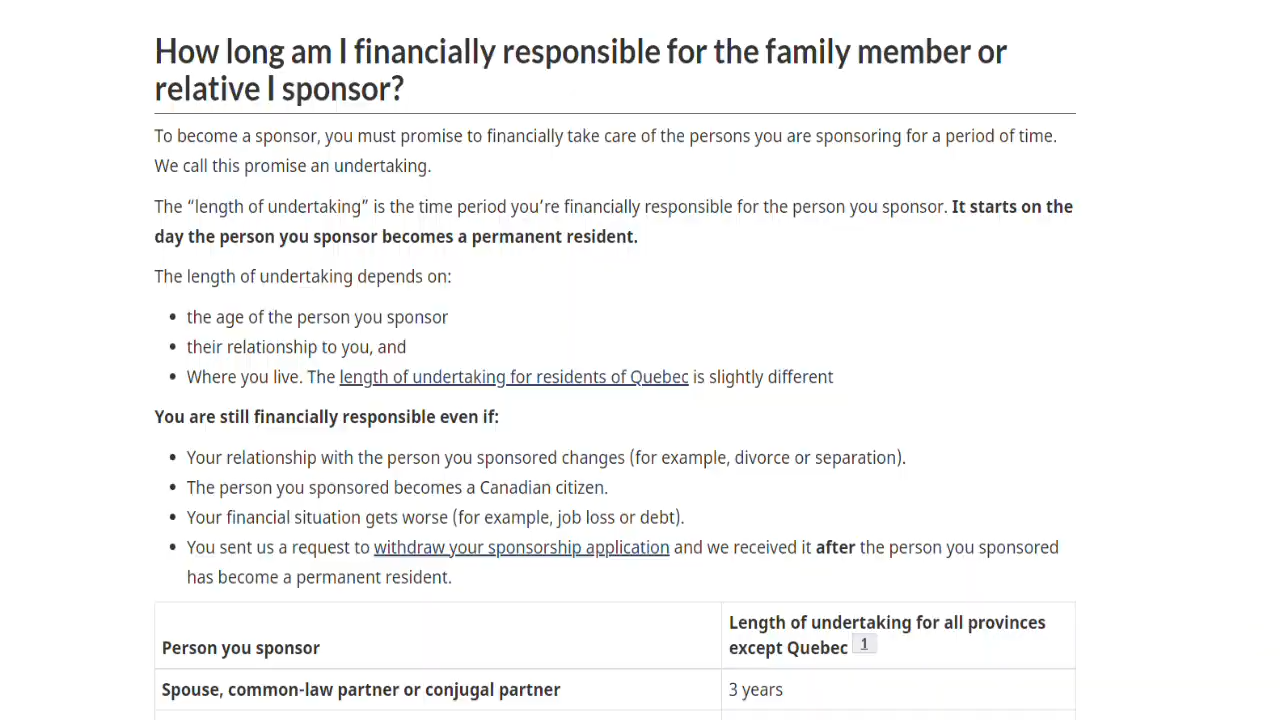 How long am I financially responsible for the family member or
relative I sponsor?
To become a sponsor, you must promise to financially take care of the persons you are sponsoring for a period of time.
We call this promise an undertaking.
The “length of undertaking” is the time period you’re financially responsible for the person you sponsor. It starts on the
day the person you sponsor becomes a permanent resident.
The length of undertaking depends on:
• the age of the person you sponsor
• their relationship to you, and
• Where you live. The length of undertaking for residents of Quebec is slightly different
You are still financially responsible even if:
• Your relationship with the person you sponsored changes (for example, divorce or separation).
• The person you sponsored becomes a Canadian citizen.
• Your financial situation gets worse (for example, job loss or debt).
• You sent us a request to withdraw your sponsorship application and we received it after the person you sponsored
has become a permanent resident.
Length of undertaking for all provinces
Person you sponsor except Quebec 1
Spouse, common-law partner or conjugal partner 3 years